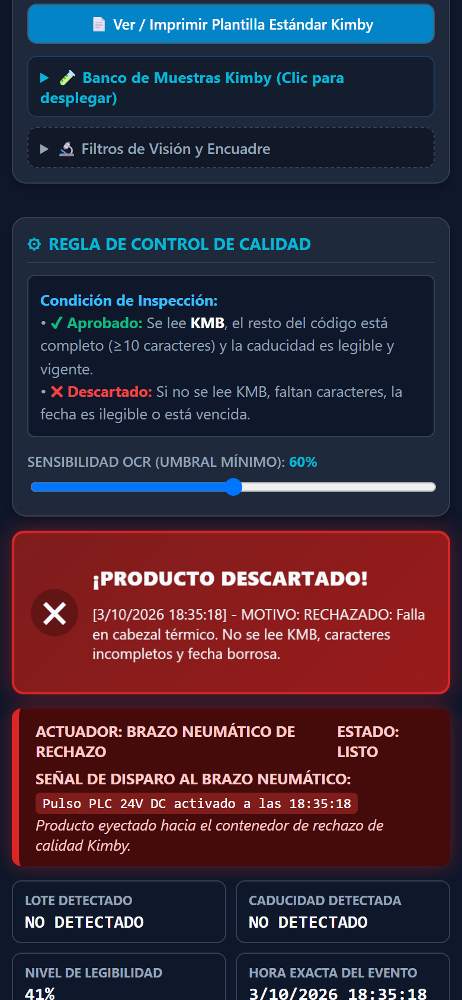 Ver / Imprimir Plantilla Estándar Kimby
Banco de Muestras Kimby (Clic para
desplegar)
Filtros de Visión y Encuadre
REGLA DE CONTROL DE CALIDAD
Condición de Inspección:
• ✔ Aprobado: Se lee KMB, el resto del código está
completo (≥10 caracteres) y la caducidad es legible y
vigente.
• ❌ Descartado: Si no se lee KMB, faltan caracteres, la
fecha es ilegible o está vencida.
SENSIBILIDAD OCR (UMBRAL MÍNIMO): 60%
¡PRODUCTO DESCARTADO!
[3/10/2026 18:35:18] - MOTIVO: RECHAZADO: Falla
en cabezal térmico. No se lee KMB, caracteres
incompletos y fecha borrosa.
ACTUADOR: BRAZO NEUMÁTICO DE
RECHAZO
ESTADO:
LISTO
SEÑAL DE DISPARO AL BRAZO NEUMÁTICO:
Pulso PLC 24V DC activado a las 18:35:18
Producto eyectado hacia el contenedor de rechazo de
calidad Kimby.
LOTE DETECTADO
NO DETECTADO
CADUCIDAD DETECTADA
NO DETECTADO
NIVEL DE LEGIBILIDAD
41%
HORA EXACTA DEL EVENTO
3/10/2026 18:35:18